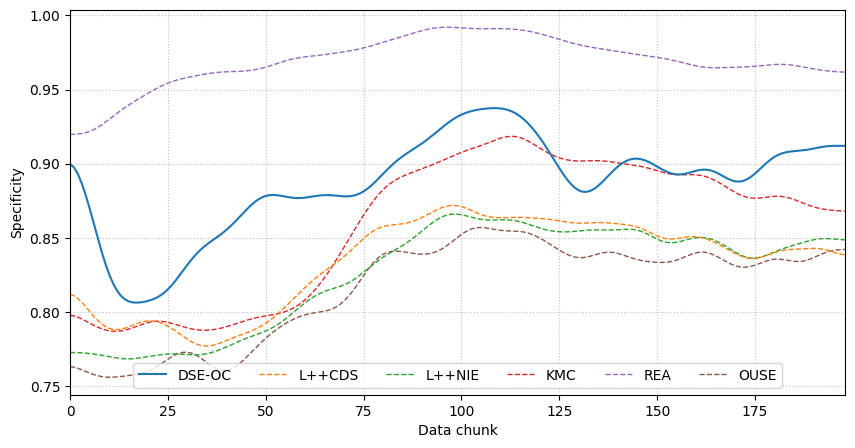 Specificity
1.00
0.95
0.90
0.85
0.80
0.75
DSE-OC L++CDS L++NIE KMC REA OUSE
0 25 50 75 100 125 150 175
Data chunk